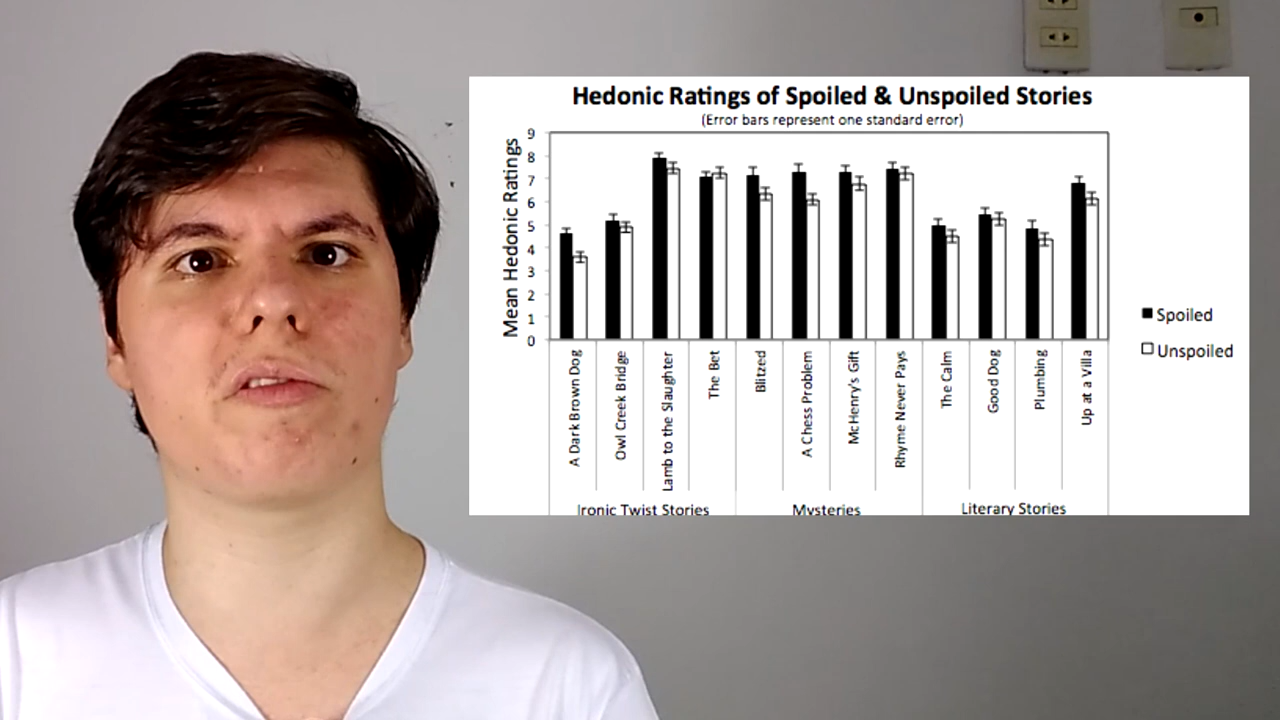 Hedonic Ratings of Spoiled & Unspoiled Stories
(Error bars represent one standard error)
Mean Hedonic Ratings
9
8
7
6
5
4
3
2
1
0
A Dark Brown Dog
Owl Creek Bridge
Lamb to the Slaughter
The Bet
Blitzed
A Chess Problem
McHenry's Gift
Rhyme Never Pays
The Calm
Good Dog
Plumbing
Up at a Villa
Ironic Twist Stories
Mysteries
Literary Stories
Spoiled
Unspoiled